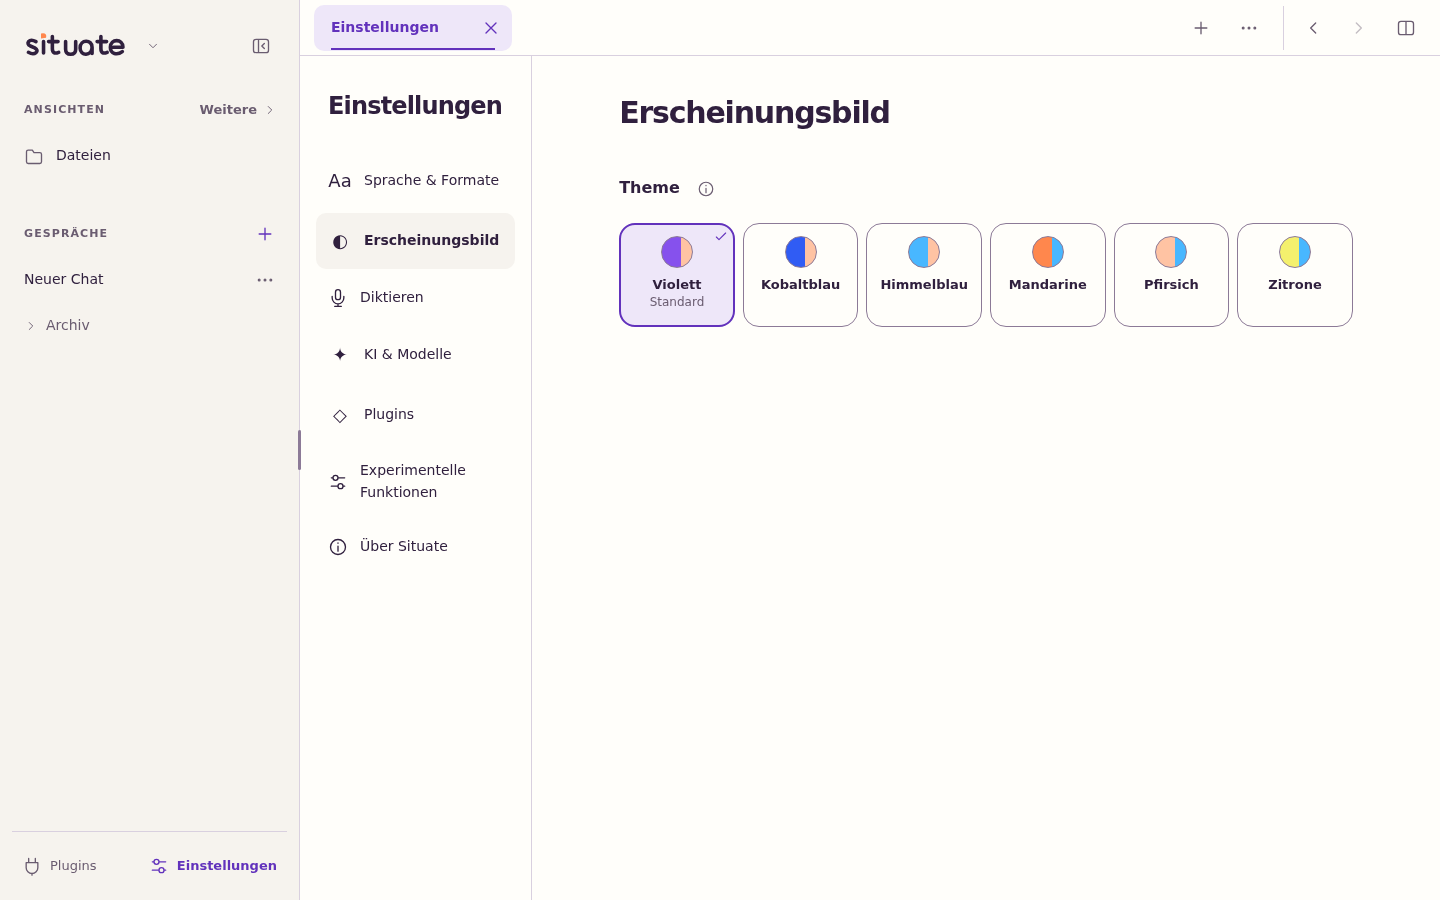 situate
ANSICHTEN
Weitere
Dateien
GESPRÄCHE
Neuer Chat
Archiv
Plugins
Einstellungen
Einstellungen
Einstellungen
Aa Sprache & Formate
Erscheinungsbild
Diktieren
KI & Modelle
Plugins
Experimentelle
Funktionen
Über Situate
Erscheinungsbild
Theme
Violett
Standard
Kobaltblau
Himmelblau
Mandarine
Pfirsich
Zitrone